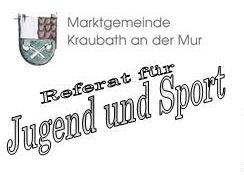 Marktgemeinde
Kraubath an der Mur
Referat für
Jugend und Sport